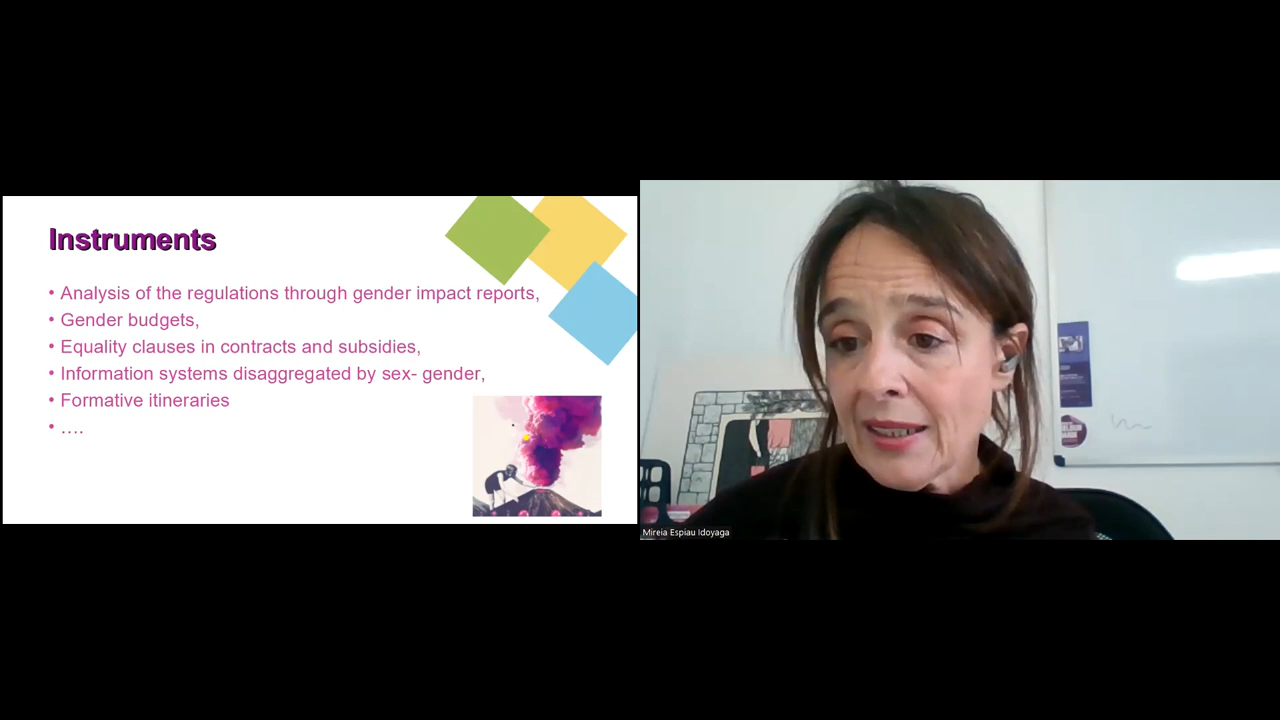 Instruments
• Analysis of the regulations through gender impact reports,
• Gender budgets,
• Equality clauses in contracts and subsidies,
• Information systems disaggregated by sex- gender,
• Formative itineraries
• ....
Mireia Espiau Idoyaga